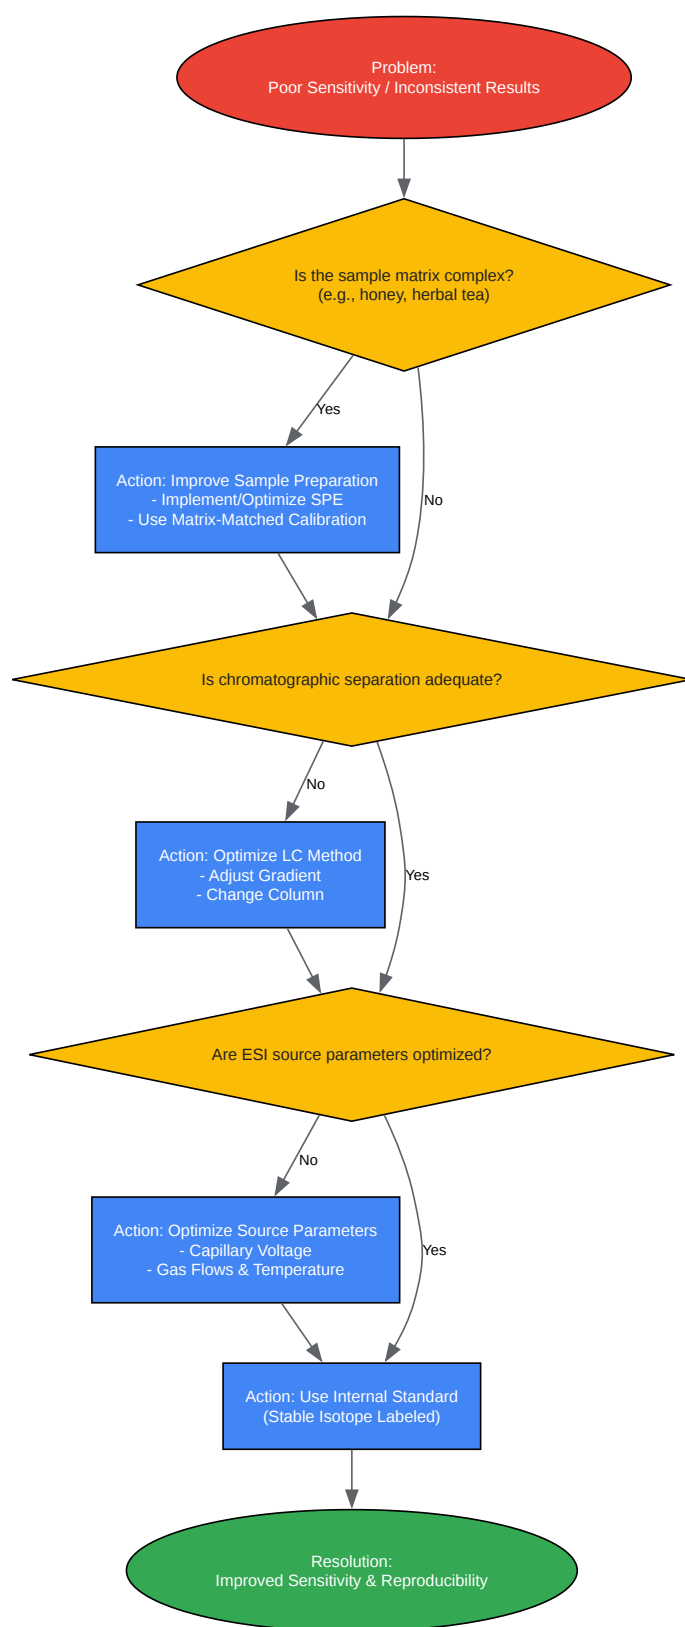 Problem:
Poor Sensitivity / Inconsistent Results
Is the sample matrix complex?
(e.g., honey, herbal tea)
Yes
Action: Improve Sample Preparation
- Implement/Optimize SPE
- Use Matrix-Matched Calibration
No
Is chromatographic separation adequate?
No
Action: Optimize LC Method
- Adjust Gradient
- Change Column
Yes
Are ESI source parameters optimized?
No
Action: Optimize Source Parameters
- Capillary Voltage
- Gas Flows & Temperature
Yes
Action: Use Internal Standard
(Stable Isotope Labeled)
Resolution:
Improved Sensitivity & Reproducibility